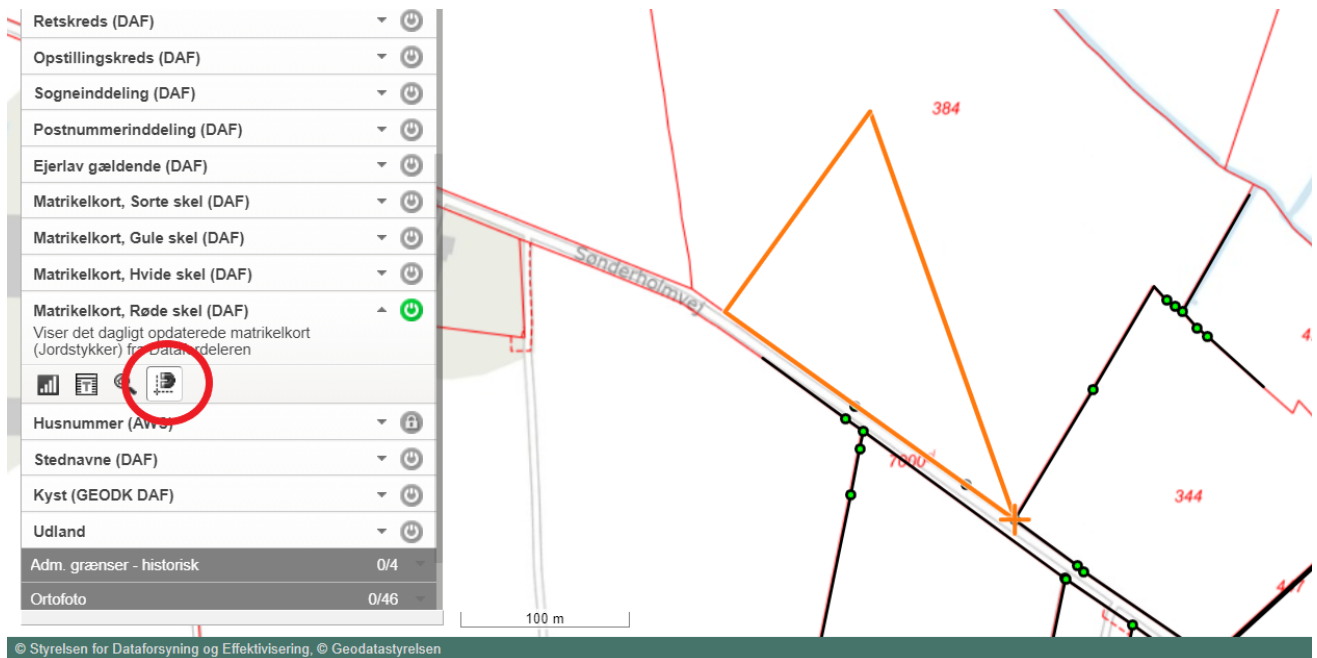 Retskreds (DAF)
Opstillingskreds (DAF)
Sogneinddeling (DAF)
Postnummerinddeling (DAF)
Ejerlav gældende (DAF)
Matrikelkort, Sorte skel (DAF)
Matrikelkort, Gule skel (DAF)
Matrikelkort, Hvide skel (DAF)
Matrikelkort, Røde skel (DAF)
Viser det dagligt opdaterede matrikelkort
(Jordstykker) fra Datafordeleren
T
Husnummer (AWS)
Stednavne (DAF)
Kyst (GEODK DAF)
Udland
Adm. grænser - historisk 0/4
Ortofoto 0/46
384
Sønderholmvej
7000d
344
100 m
© Styrelsen for Dataforsyning og Effektivisering, © Geodatastyrelsen